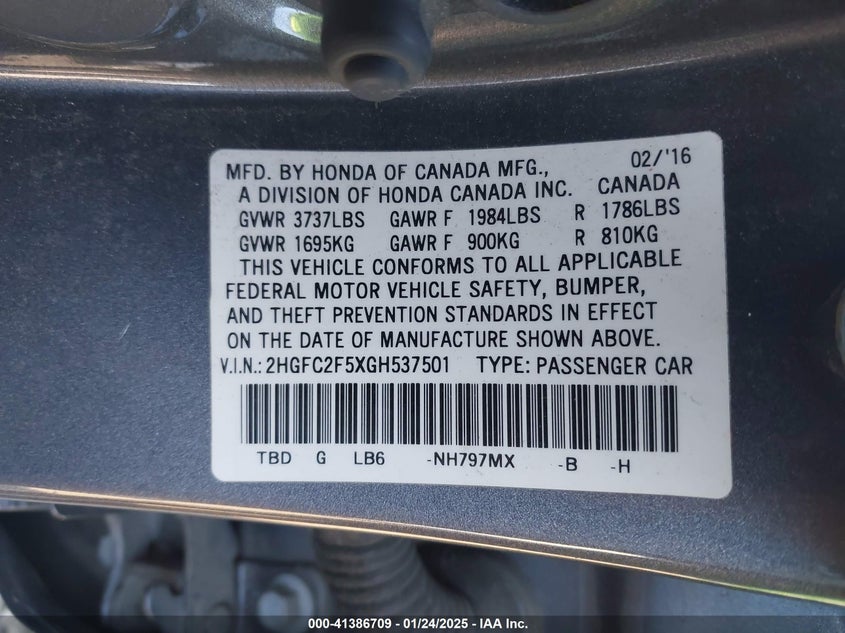 MFD. BY HONDA OF CANADA MFG., 02/'16
A DIVISION OF HONDA CANADA INC. CANADA
GVWR 3737LBS GAWR F 1984LBS R 1786LBS
GVWR 1695KG GAWR F 900KG R 810KG
THIS VEHICLE CONFORMS TO ALL APPLICABLE
FEDERAL MOTOR VEHICLE SAFETY, BUMPER,
AND THEFT PREVENTION STANDARDS IN EFFECT
ON THE DATE OF MANUFACTURE SHOWN ABOVE.
V.I.N.: 2HGFC2F5XGH537501 TYPE: PASSENGER CAR
TBD G LB6 -NH797MX -B -H
000-41386709 - 01/24/2025 - IAA Inc.